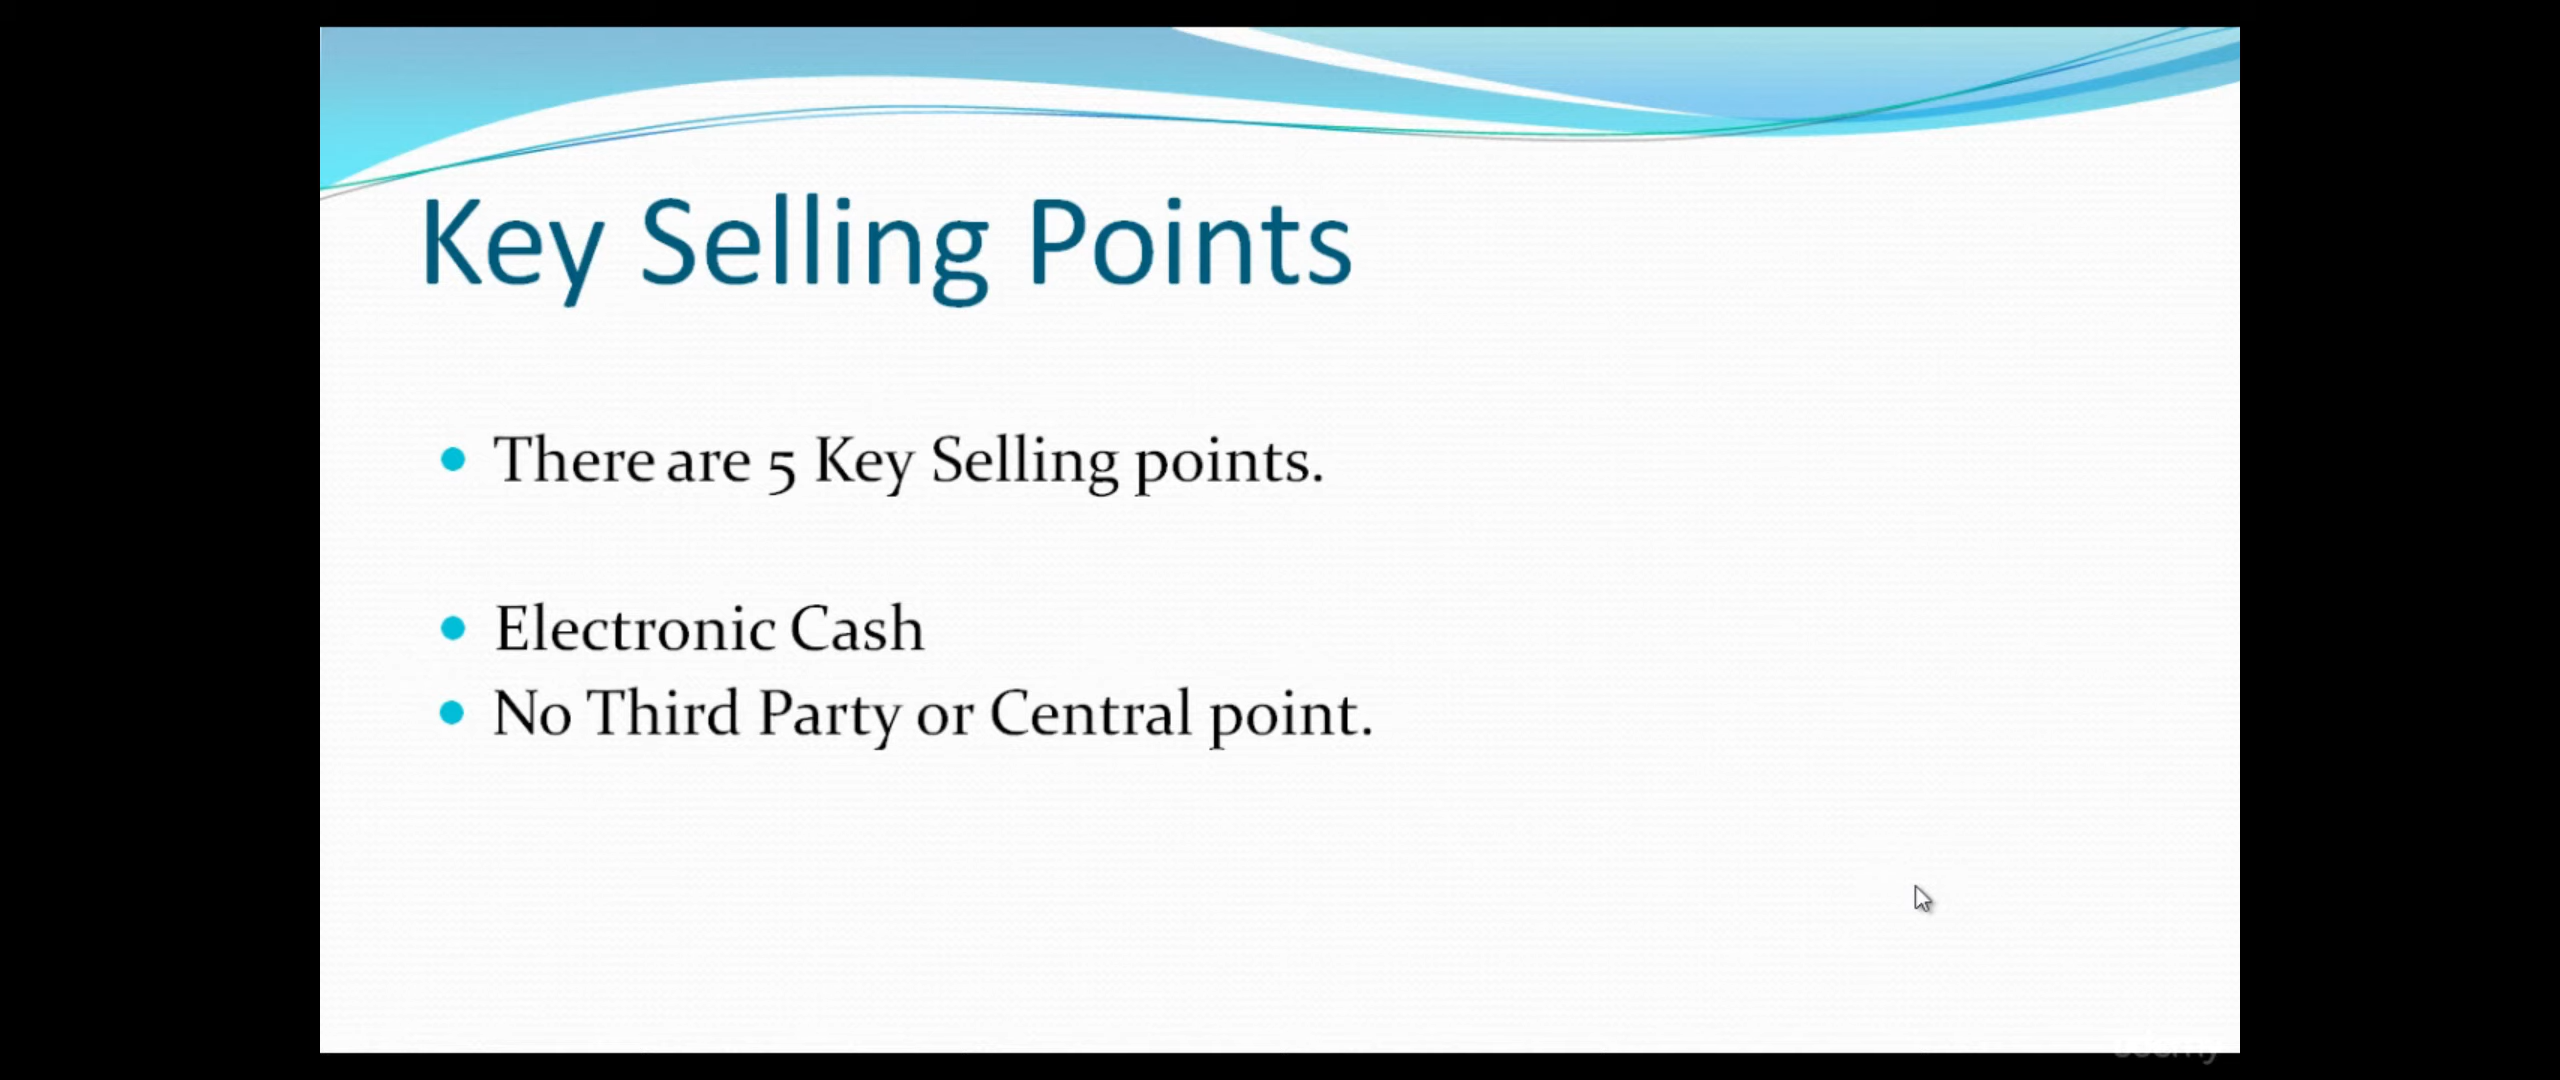 Key Selling Points
There are 5 Key Selling points.
Electronic Cash
No Third Party or Central point.